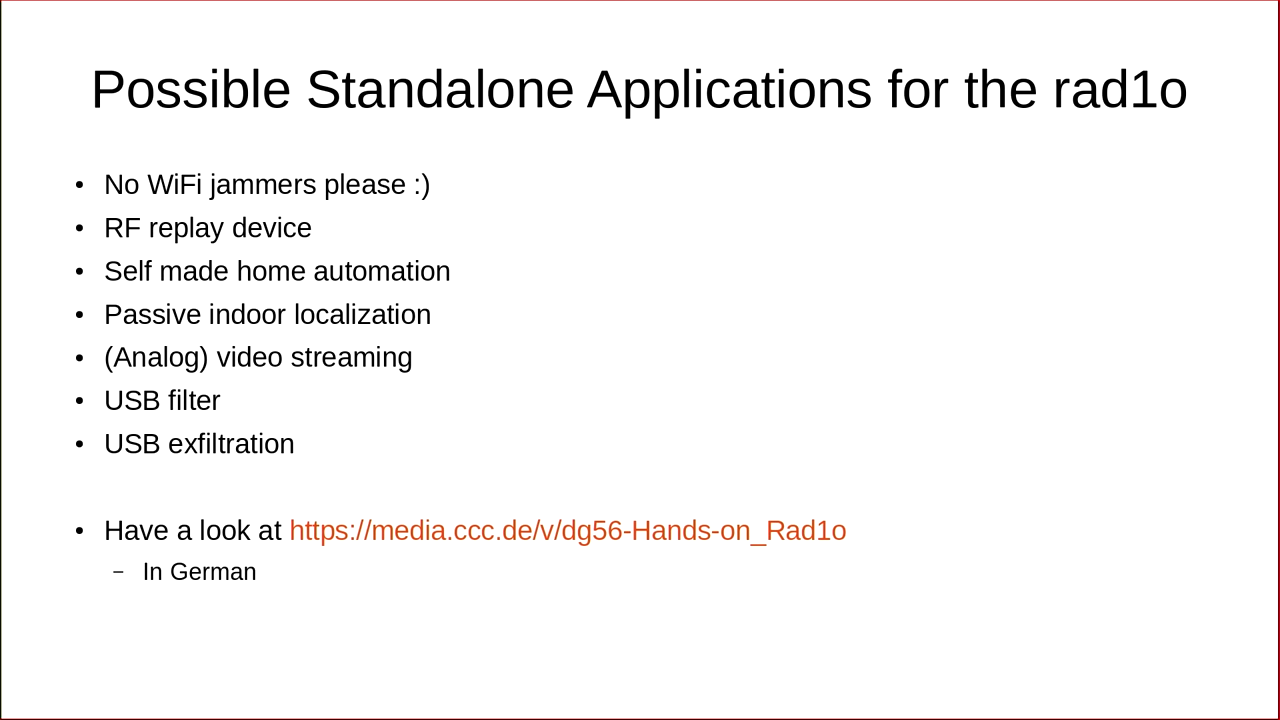 Possible Standalone Applications for the rad1o
• No WiFi jammers please :)
• RF replay device
• Self made home automation
• Passive indoor localization
• (Analog) video streaming
• USB filter
• USB exfiltration
• Have a look at https://media.ccc.de/v/dg56-Hands-on_Rad1o
– In German